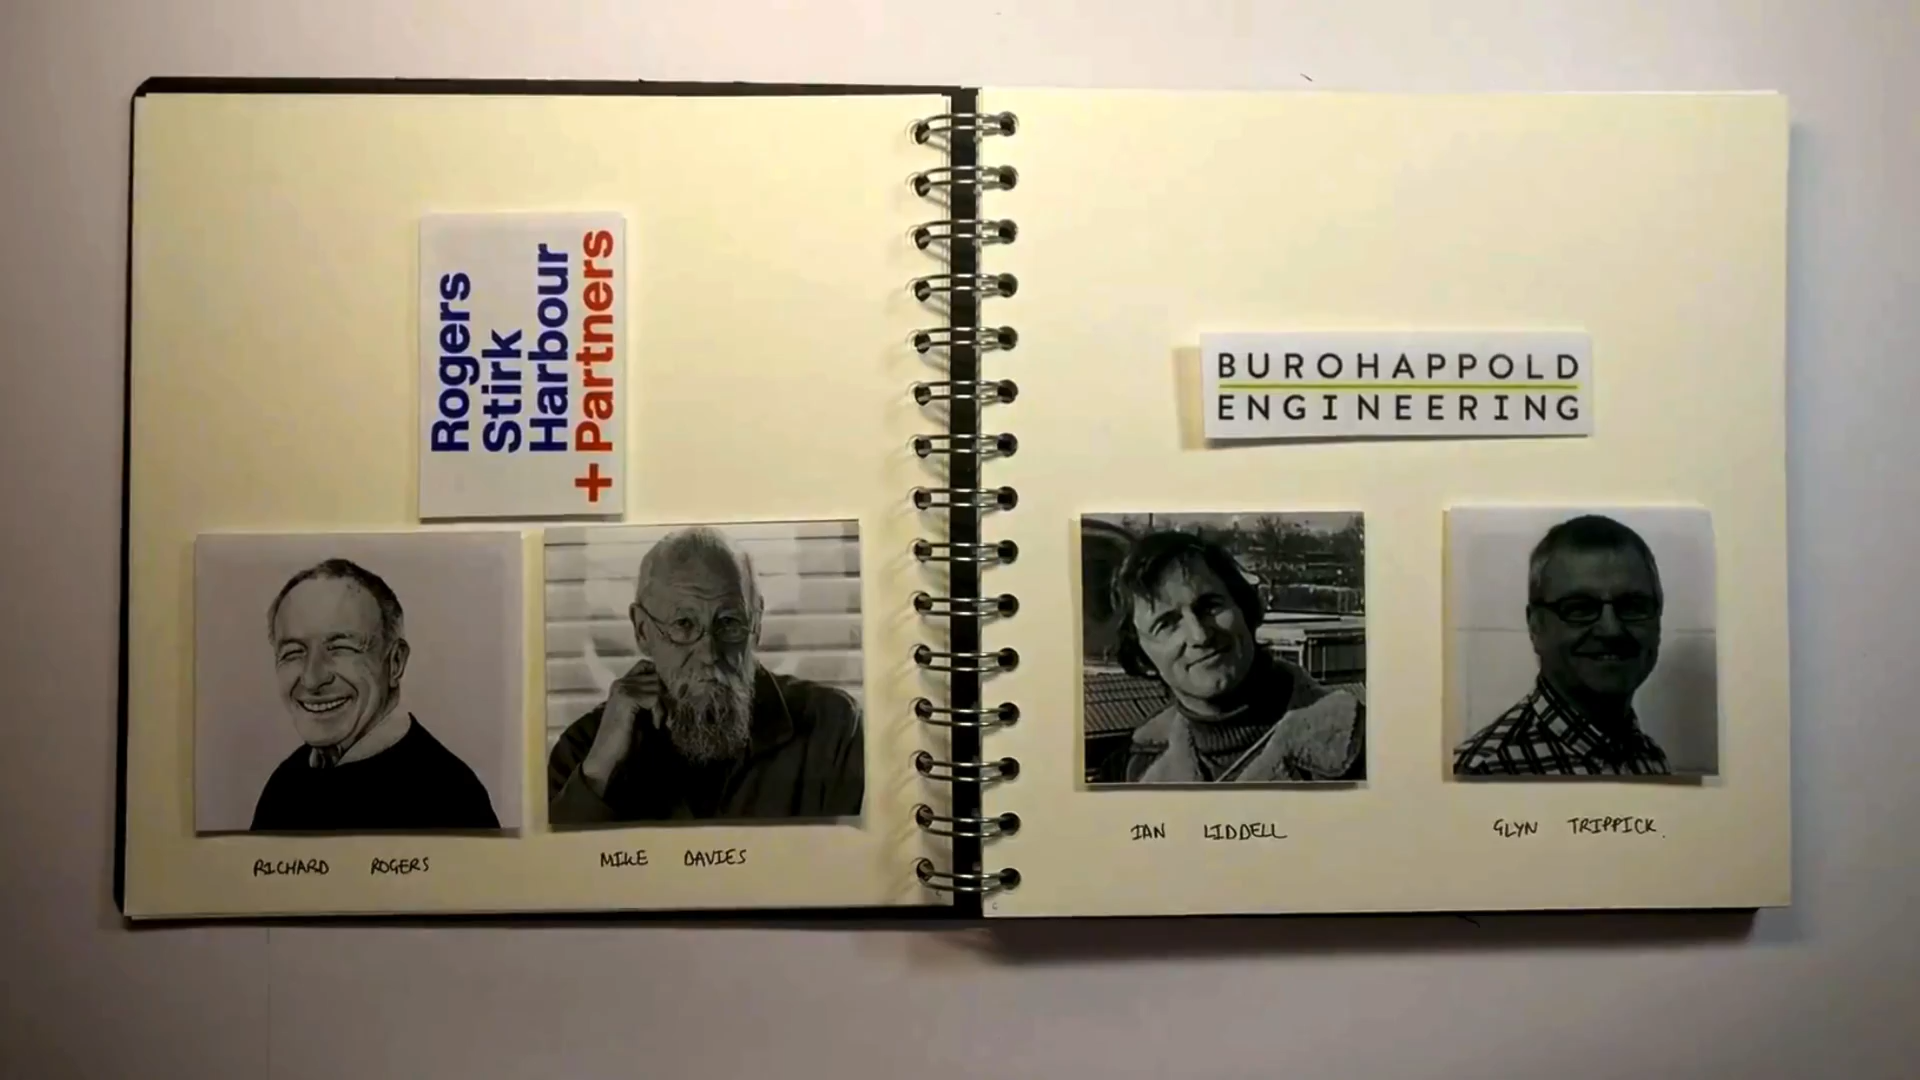 Rogers
Stirk
Harbour
+ Partners
RICHARD ROGERS
MIKE DAVIES
BUROHAPPOLD
ENGINEERING
IAN LIDDELL
GLYN TRIPPICK.